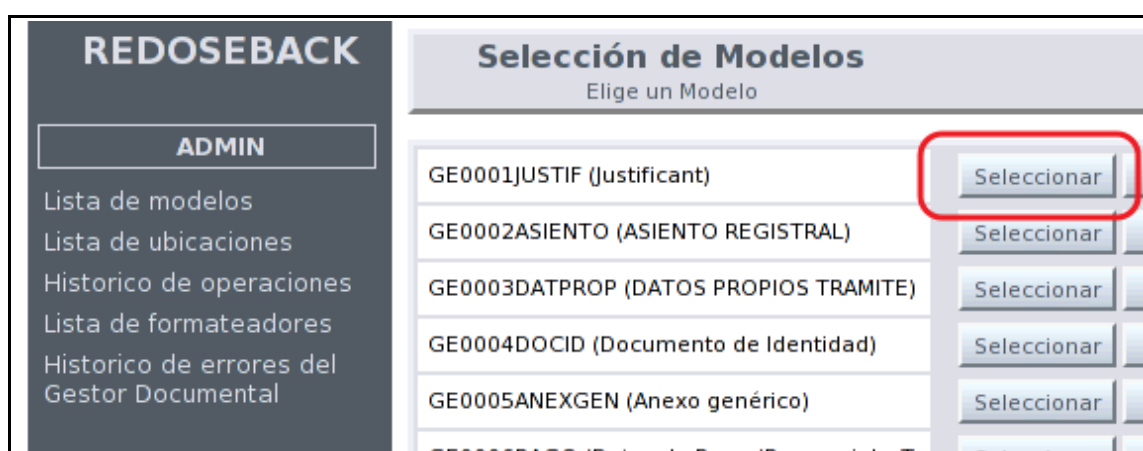 REDOSEBACK
ADMIN
Lista de modelos
Lista de ubicaciones
Historico de operaciones
Lista de formateadores
Historico de errores del
Gestor Documental
Selección de Modelos
Elige un Modelo
GE0001JUSTIF (Justificant) Seleccionar
GE0002ASIENTO (ASIENTO REGISTRAL) Seleccionar
GE0003DATPROP (DATOS PROPIOS TRAMITE) Seleccionar
GE0004DOCID (Documento de Identidad) Seleccionar
GE0005ANEXGEN (Anexo genérico) Seleccionar